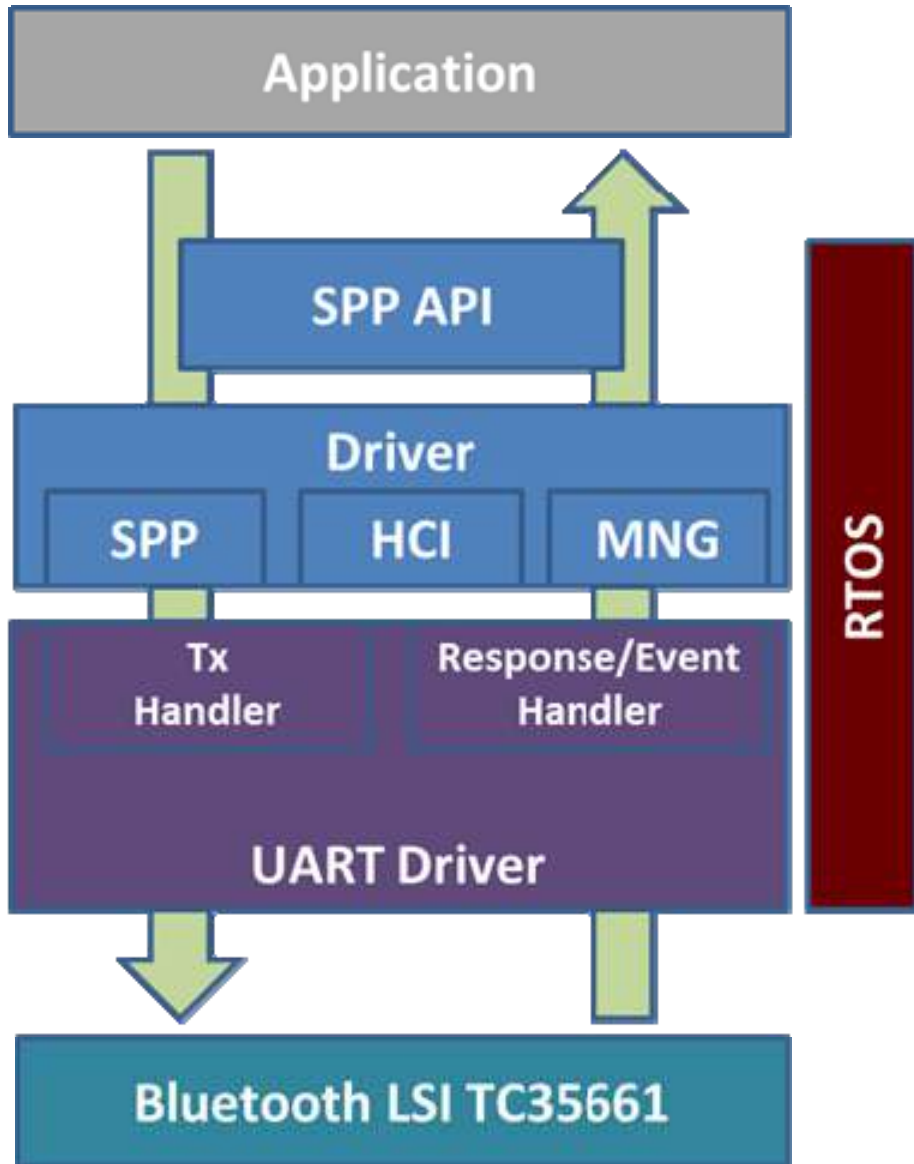 Application
SPP API
Driver
SPP HCI MNG
RTOS
Tx
Handler
Response/Event
Handler
UART Driver
Bluetooth LSI TC35661